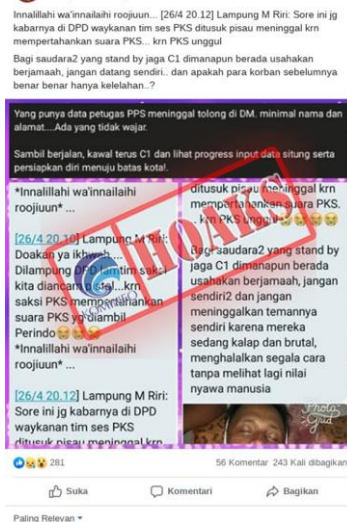 Innalillahi wa'innailaihi roojiuun... [26/4 20.12] Lampung M Riri: Sore ini jg
kabarnya di DPD waykanan tim ses PKS ditusuk pisau meninggal krn
mempertahankan suara PKS... krn PKS unggul
Bagi saudara2 yang stand by jaga C1 dimanapun berada usahakan
berjamaah, jangan datang sendiri.. dan apakah para korban sebelumnya
benar benar hanya kelelahan..?
Yang punya data petugas PPS meninggal tolong di DM. minimal nama dan
alamat....Ada yang tidak wajar.
Sambil berjalan, kawal terus C1 dan lihat progress input data situng serta
persiapkan diri menuju batas kota!.
*Innalillahi wa'innailaihi
roojiuun* ...
[26/4 20.10] Lampung M Riri:
Doakan ya ikhwah
Dilampung DPD lamtim saksi
kita diancam pistal...krn
saksi PKS mempertahankan
suara PKS yg diambil
Perindo😭😭😭
*Innalillahi wa'innailaihi
roojiuun* ...
[26/4 20.12] Lampung M Riri:
Sore ini jg kabarnya di DPD
waykanan tim ses PKS
ditusuk pisau meninggal krn
ditusuk pisau meninggal krn
mempertahankan suara PKS.
. krn PKS unggul😭😭😭😭
Bagi saudara2 yang stand by
jaga C1 dimanapun berada
usahakan berjamaah, jangan
sendiri2 dan jangan
meninggalkan temannya
sendiri karena mereka
sedang kalap dan brutal,
menghalalkan segala cara
tanpa melihat lagi nilai
nyawa manusia
HOAKS
KOMINFO
Photo
Grid
281
56 Komentar 243 Kali dibagikan
Suka Komentari Bagikan
Paling Relevan